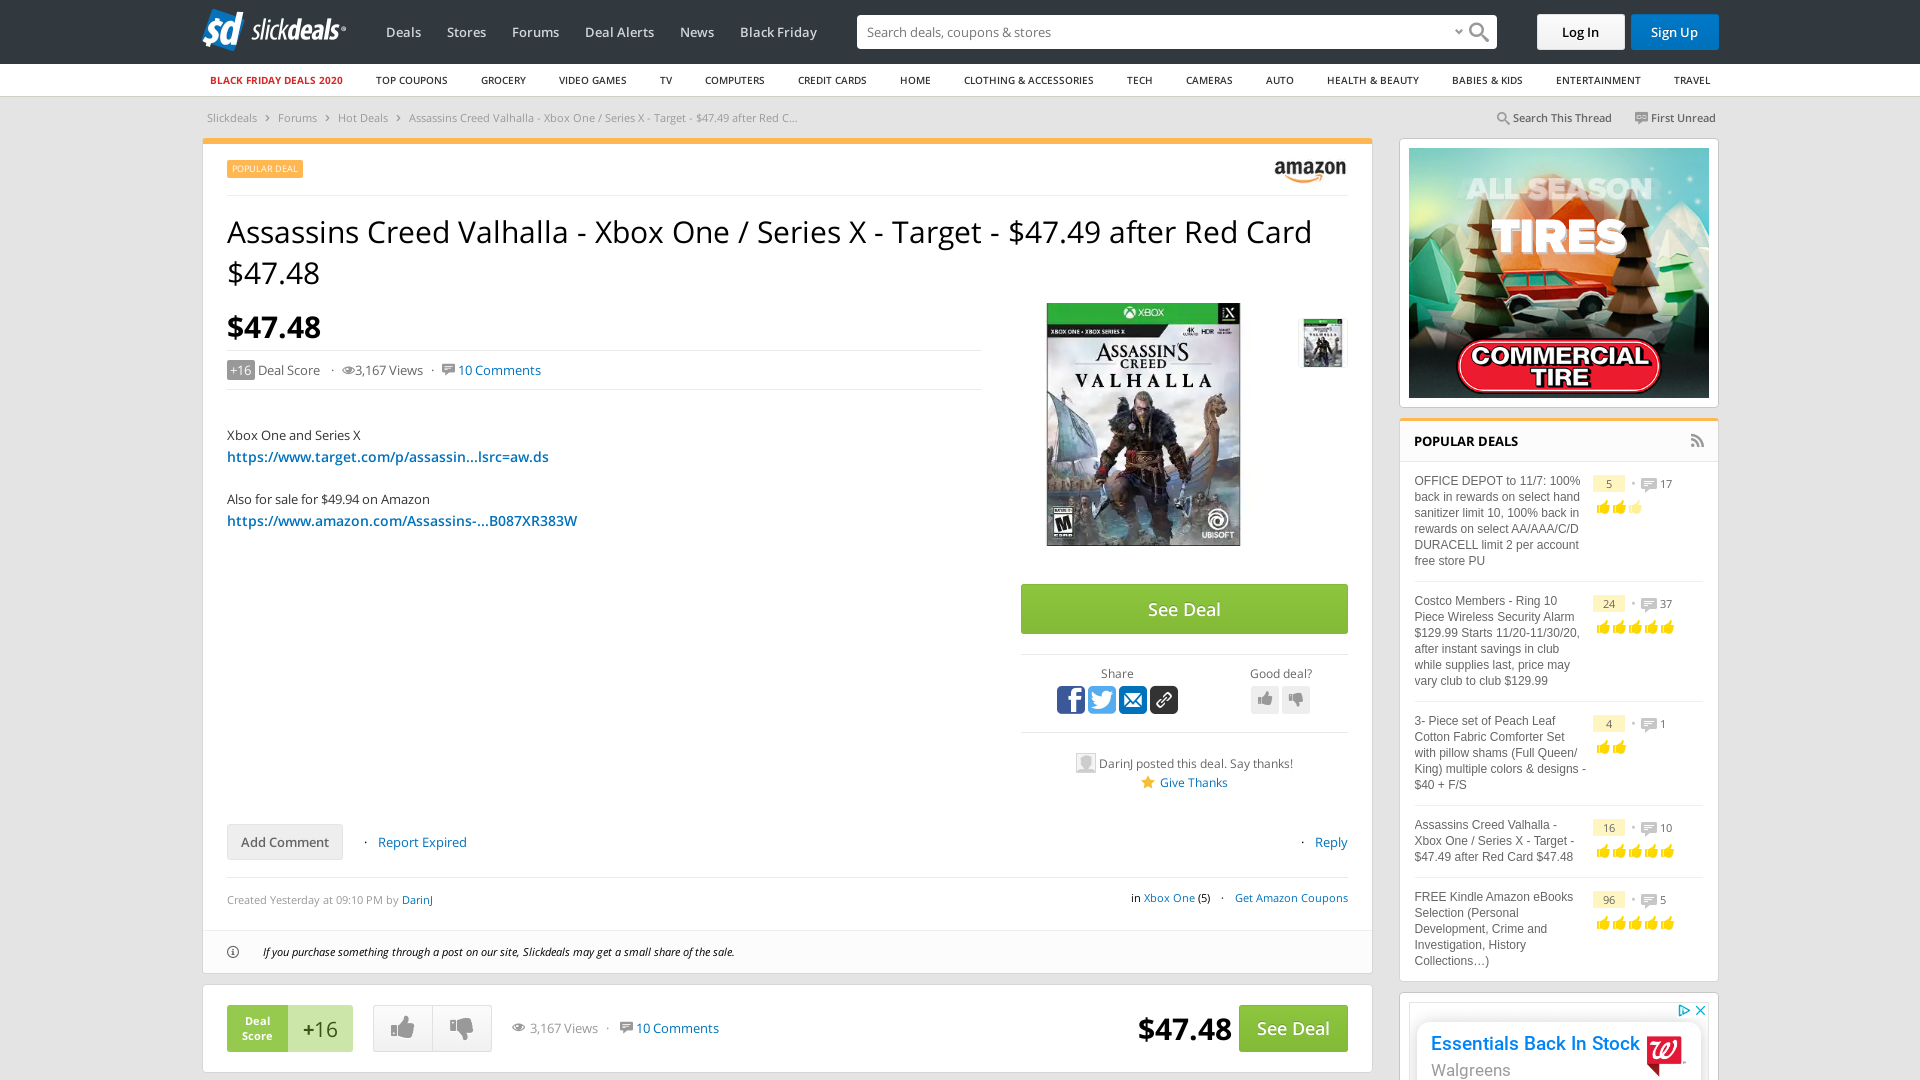 slickdeals
Deals
Stores
Forums
Deal Alerts
News
Black Friday
Search deals, coupons & stores
Log In
Sign Up
BLACK FRIDAY DEALS 2020
TOP COUPONS
GROCERY
VIDEO GAMES
TV
COMPUTERS
CREDIT CARDS
HOME
CLOTHING & ACCESSORIES
TECH
CAMERAS
AUTO
HEALTH & BEAUTY
BABIES & KIDS
ENTERTAINMENT
TRAVEL
Slickdeals > Forums > Hot Deals > Assassins Creed Valhalla - Xbox One / Series X - Target - $47.49 after Red C...
Search This Thread
First Unread
POPULAR DEAL
amazon
Assassins Creed Valhalla - Xbox One / Series X - Target - $47.49 after Red Card
$47.48
$47.48
+16 Deal Score · 3,167 Views · 10 Comments
Xbox One and Series X
https://www.target.com/p/assassin...lsrc=aw.ds
Also for sale for $49.94 on Amazon
https://www.amazon.com/Assassins-...B087XR383W
XBOX
XBOX ONE • XBOX SERIES X
HDR
ASSASSIN'S
CREED
VALHALLA
UBISOFT
See Deal
Share
Good deal?
DarinJ posted this deal. Say thanks!
Give Thanks
Add Comment
· Report Expired
· Reply
Created Yesterday at 09:10 PM by DarinJ
in Xbox One (5) · Get Amazon Coupons
If you purchase something through a post on our site, Slickdeals may get a small share of the sale.
Deal
Score
+16
3,167 Views · 10 Comments
$47.48
See Deal
ALL SEASON
TIRES
COMMERCIAL
TIRE
POPULAR DEALS
OFFICE DEPOT to 11/7: 100%
back in rewards on select hand
sanitizer limit 10, 100% back in
rewards on select AA/AAA/C/D
DURACELL limit 2 per account
free store PU
5 • 17
Costco Members - Ring 10
Piece Wireless Security Alarm
$129.99 Starts 11/20-11/30/20,
after instant savings in club
while supplies last, price may
vary club to club $129.99
24 • 37
3- Piece set of Peach Leaf
Cotton Fabric Comforter Set
with pillow shams (Full Queen/
King) multiple colors & designs -
$40 + F/S
4 • 1
Assassins Creed Valhalla -
Xbox One / Series X - Target -
$47.49 after Red Card $47.48
16 • 10
FREE Kindle Amazon eBooks
Selection (Personal
Development, Crime and
Investigation, History
Collections…)
96 • 5
Essentials Back In Stock
Walgreens